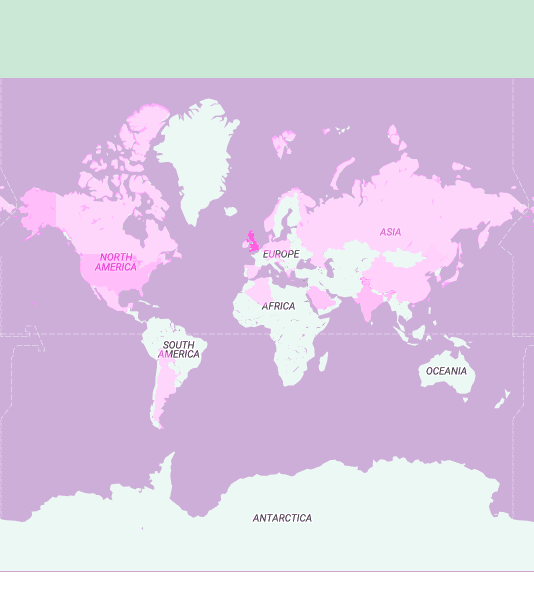 ASIA
NORTH
AMERICA
EUROPE
AFRICA
SOUTH
AMERICA
OCEANIA
ANTARCTICA